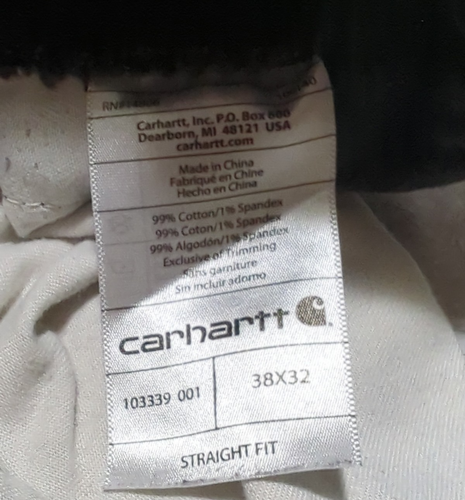 Carhartt, Inc. P.O. Box 600
Dearborn, MI 48121 USA
carhartt.com
Made in China
Fabriqué en Chine
Hecho en China
99% Cotton/1% Spandex
99% Coton/1% Spandex
99% Algodón/1% Spandex
Exclusive of Trimming
Sans garniture
Sin incluir adorno
carhartt
103339 001
38X32
STRAIGHT FIT